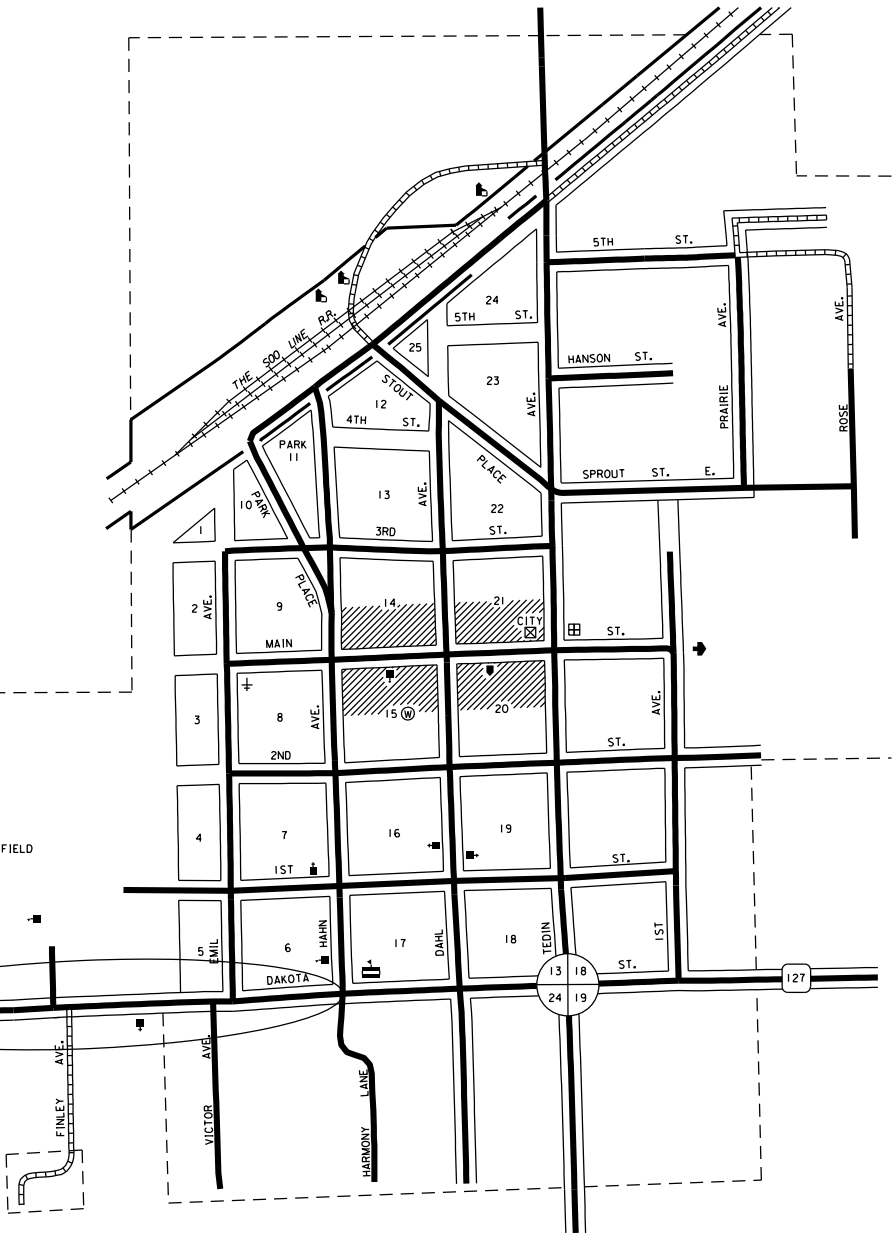 5TH ST.
24
5TH ST.
THE SOO LINE R.R.
25
AVE.
AVE.
HANSON ST.
STOUT
23
12
4TH ST.
AVE.
PRAIRIE
ROSE
PARK
11
PLACE
SPROUT ST. E.
13
AVE.
10
PARK
22
3RD ST.
1
2
AVE.
9
PLACE
14
21
CITY
MAIN ST.
3
8
AVE.
15 W
20
AVE.
2ND ST.
4
7
16
19
FIELD
1ST ST.
5
EMIL
6
HAHN
17
DAHL
18
TEDIN
1ST
DAKOTA ST.
13 18
24 19
127
AVE.
FINLEY
AVE.
VICTOR
LANE
HARMONY